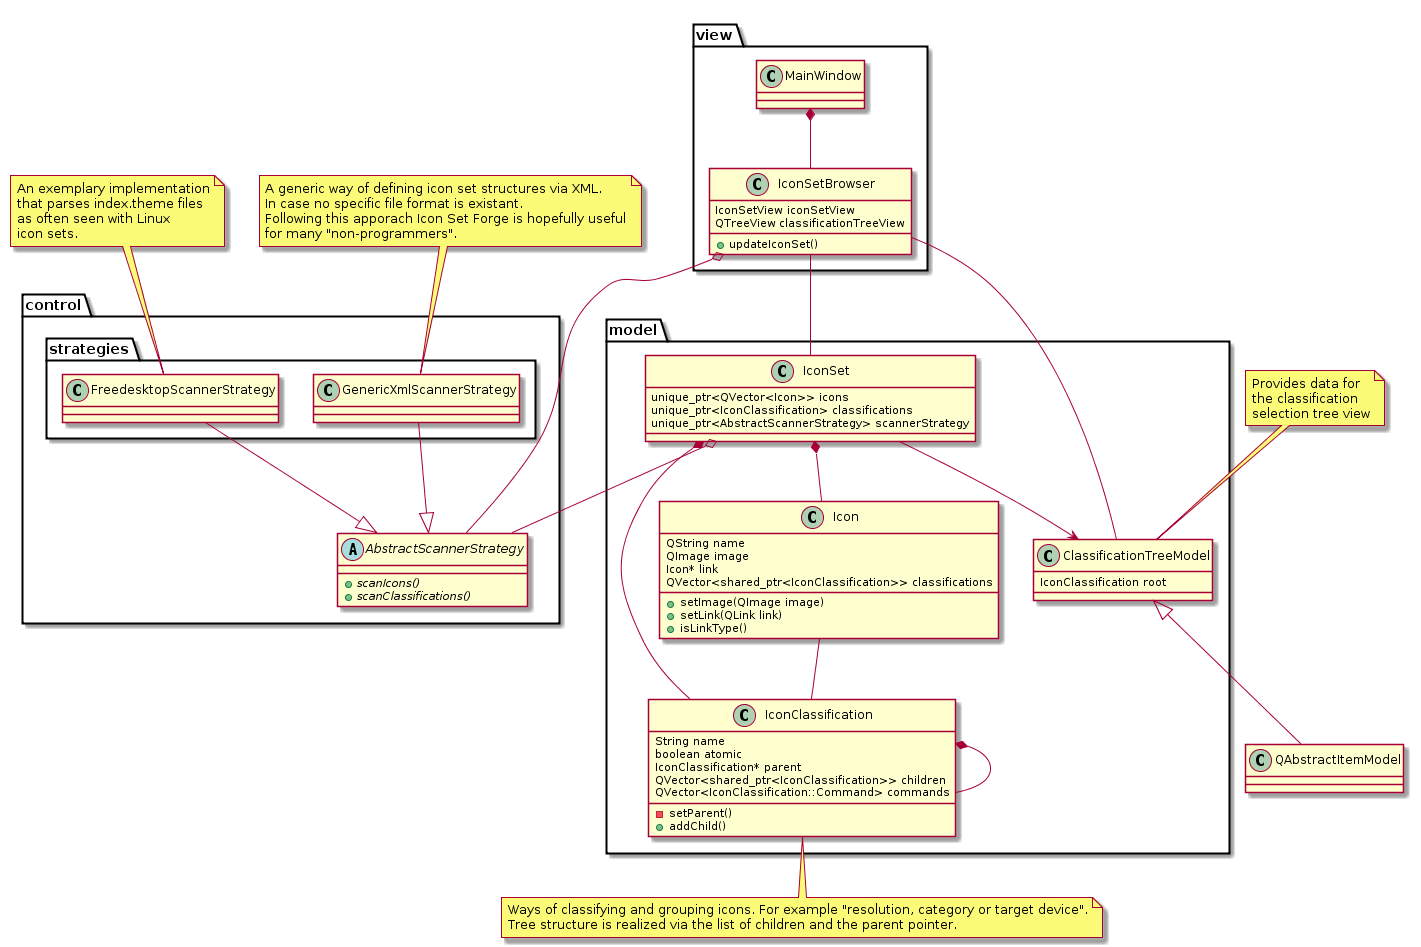 view
C MainWindow
C IconSetBrowser
IconSetView iconSetView
QTreeView classificationTreeView
updateIconSet()
An exemplary implementation
that parses index.theme files
as often seen with Linux
icon sets.
A generic way of defining icon set structures via XML.
In case no specific file format is existant.
Following this apporach Icon Set Forge is hopefully useful
for many "non-programmers".
control
strategies
C FreedesktopScannerStrategy
C GenericXmlScannerStrategy
A AbstractScannerStrategy
scanIcons()
scanClassifications()
model
C IconSet
unique_ptr<QVector<Icon>> icons
unique_ptr<IconClassification> classifications
unique_ptr<AbstractScannerStrategy> scannerStrategy
Provides data for
the classification
selection tree view
C Icon
QString name
QImage image
Icon* link
QVector<shared_ptr<IconClassification>> classifications
setImage(QImage image)
setLink(QLink link)
isLinkType()
C ClassificationTreeModel
IconClassification root
C IconClassification
String name
boolean atomic
IconClassification* parent
QVector<shared_ptr<IconClassification>> children
QVector<IconClassification::Command> commands
setParent()
addChild()
C QAbstractItemModel
Ways of classifying and grouping icons. For example "resolution, category or target device".
Tree structure is realized via the list of children and the parent pointer.